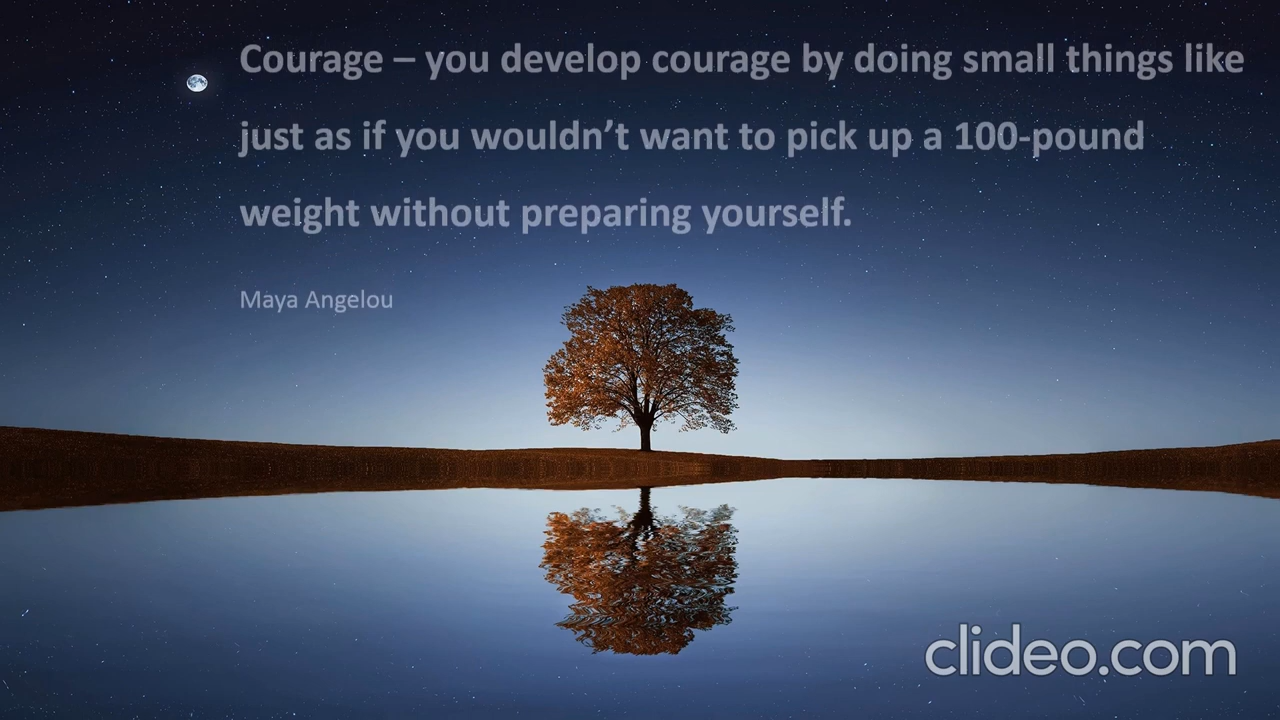 Courage – you develop courage by doing small things like
just as if you wouldn’t want to pick up a 100-pound
weight without preparing yourself.
Maya Angelou
clideo.com